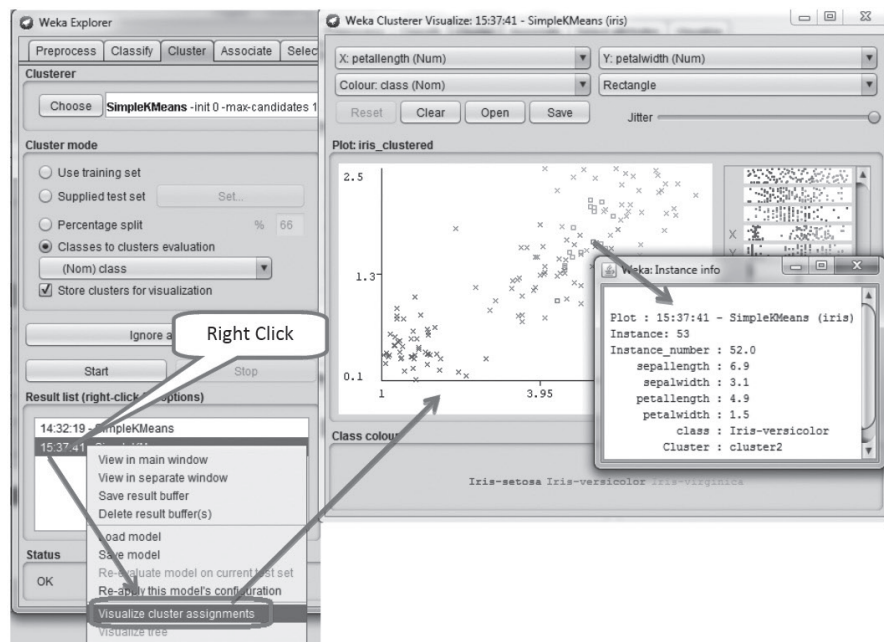 Weka Explorer
Preprocess Classify Cluster Associate Selec
Clusterer
Choose SimpleKMeans -init 0 -max-candidates 1
Cluster mode
Use training set
Supplied test set Set...
Percentage split % 66
Classes to clusters evaluation
(Nom) class
Store clusters for visualization
Ignore a
Right Click
Start Stop
Result list (right-click options)
14:32:19 - SimpleKMeans
15:37:41
View in main window
View in separate window
Save result buffer
Delete result buffer(s)
Load model
Save model
Re-evaluate model on current test set
Re-apply this model's configuration
Visualize cluster assignments
Visualize tree
Status
OK
Weka Clusterer Visualize: 15:37:41 - SimpleKMeans (iris)
X: petallength (Num) Y: petalwidth (Num)
Colour: class (Nom) Rectangle
Reset Clear Open Save Jitter
Plot: iris_clustered
2.5
1.3
0.1
1 3.95
X
Y
Class colour
Iris-setosa Iris-versicolor Iris-virginica
Weka: Instance info
Plot : 15:37:41 - SimpleKMeans (iris)
Instance: 53
Instance_number : 52.0
sepallength : 6.9
sepalwidth : 3.1
petallength : 4.9
petalwidth : 1.5
class : Iris-versicolor
Cluster : cluster2